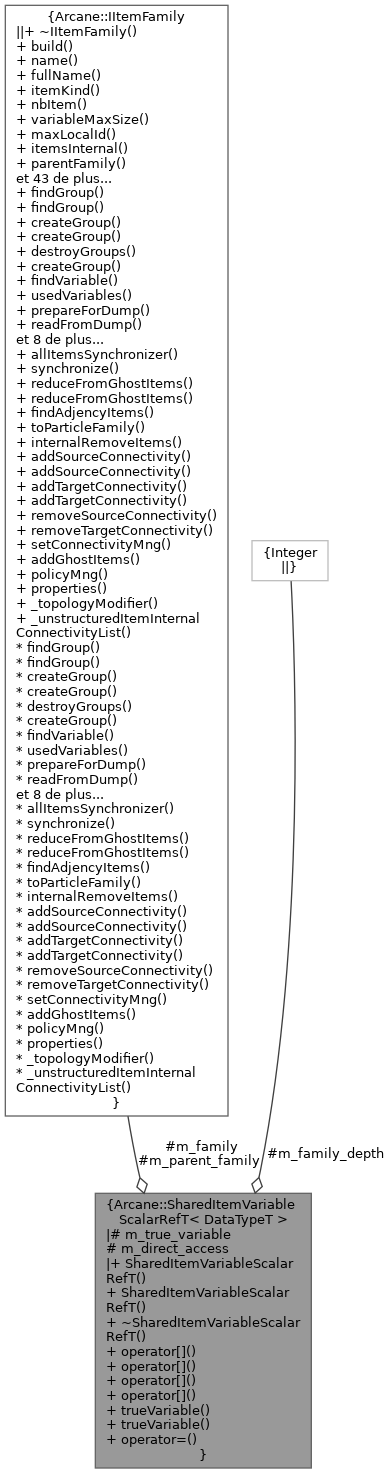 {Arcane::IItemFamily
||+ ~IItemFamily()
+ build()
+ name()
+ fullName()
+ itemKind()
+ nbItem()
+ variableMaxSize()
+ maxLocalId()
+ itemsInternal()
+ parentFamily()
et 43 de plus...
+ findGroup()
+ findGroup()
+ createGroup()
+ createGroup()
+ destroyGroups()
+ createGroup()
+ findVariable()
+ usedVariables()
+ prepareForDump()
+ readFromDump()
et 8 de plus...
+ allItemsSynchronizer()
+ synchronize()
+ reduceFromGhostItems()
+ reduceFromGhostItems()
+ findAdjencyItems()
+ toParticleFamily()
+ internalRemoveItems()
+ addSourceConnectivity()
+ addSourceConnectivity()
+ addTargetConnectivity()
+ addTargetConnectivity()
+ removeSourceConnectivity()
+ removeTargetConnectivity()
+ setConnectivityMng()
+ addGhostItems()
+ policyMng()
+ properties()
+ _topologyModifier()
+ _unstructuredItemInternal
ConnectivityList()
* findGroup()
* findGroup()
* createGroup()
* createGroup()
* destroyGroups()
* createGroup()
* findVariable()
* usedVariables()
* prepareForDump()
* readFromDump()
et 8 de plus...
* allItemsSynchronizer()
* synchronize()
* reduceFromGhostItems()
* reduceFromGhostItems()
* findAdjencyItems()
* toParticleFamily()
* internalRemoveItems()
* addSourceConnectivity()
* addSourceConnectivity()
* addTargetConnectivity()
* addTargetConnectivity()
* removeSourceConnectivity()
* removeTargetConnectivity()
* setConnectivityMng()
* addGhostItems()
* policyMng()
* properties()
* _topologyModifier()
* _unstructuredItemInternal
ConnectivityList()
}
{Integer
||}
#m_family
#m_parent_family
#m_family_depth
{Arcane::SharedItemVariable
ScalarRefT< DataTypeT >
|# m_true_variable
# m_direct_access
|+ SharedItemVariableScalar
RefT()
+ SharedItemVariableScalar
RefT()
+ ~SharedItemVariableScalar
RefT()
+ operator[]()
+ operator[]()
+ operator[]()
+ operator[]()
+ trueVariable()
+ trueVariable()
+ operator=()
}